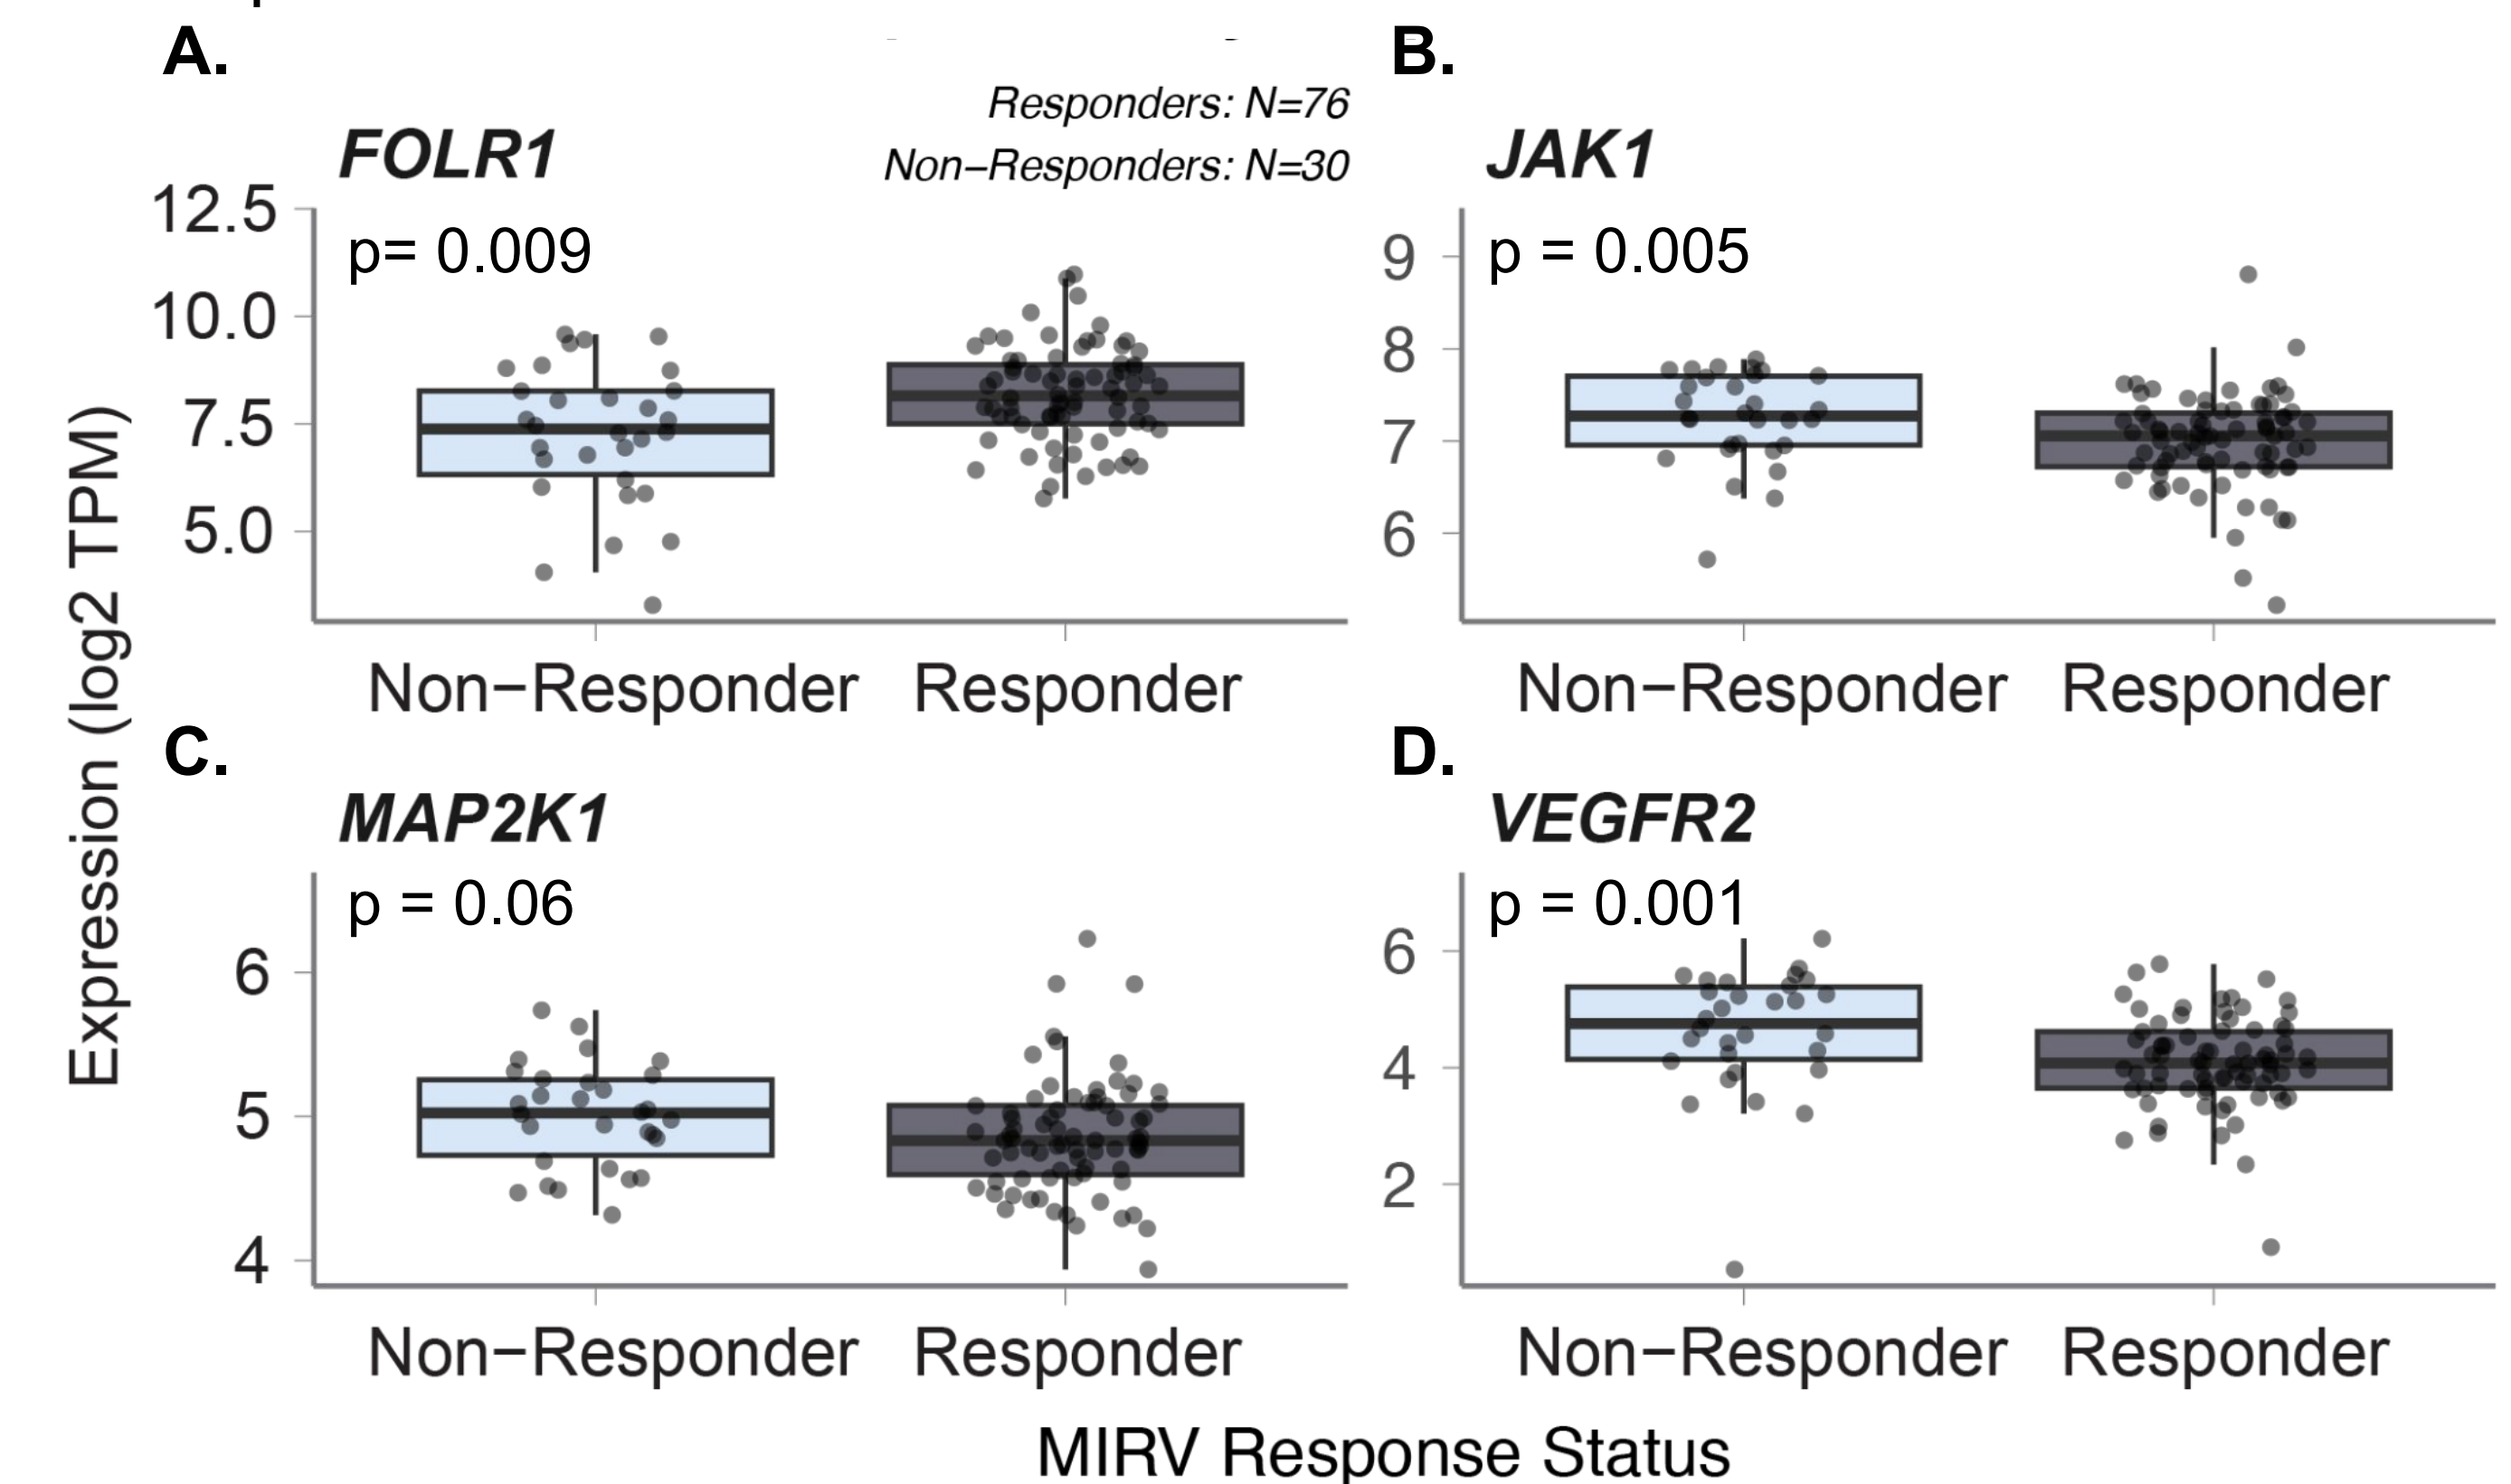 A.
Responders: N=76
Non−Responders: N=30
FOLR1
p= 0.009
12.5
10.0
7.5
5.0
Non−Responder
Responder
B.
JAK1
p = 0.005
9
8
7
6
Non−Responder
Responder
Expression (log2 TPM)
C.
MAP2K1
p = 0.06
6
5
4
Non−Responder
Responder
D.
VEGFR2
p = 0.001
6
4
2
Non−Responder
Responder
MIRV Response Status